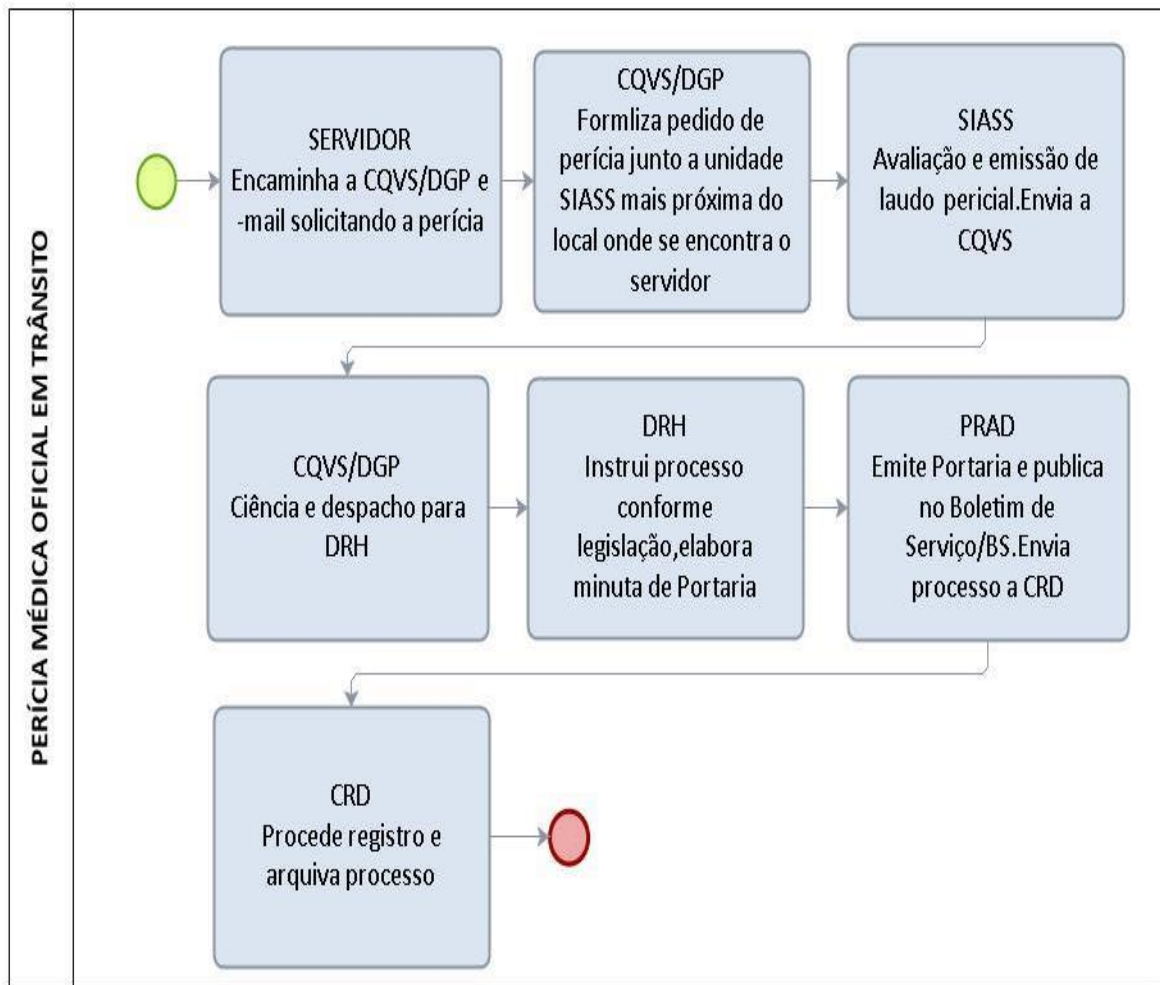 PERÍCIA MÉDICA OFICIAL EM TRÂNSITO
SERVIDOR
Encaminha a CQVS/DGP e
-mail solicitando a perícia
CQVS/DGP
Formliza pedido de
perícia junto a unidade
SIASS mais próxima do
local onde se encontra o
servidor
SIASS
Avaliação e emissão de
laudo pericial.Envia a
CQVS
CQVS/DGP
Ciência e despacho para
DRH
DRH
Instrui processo
conforme
legislação,elabora
minuta de Portaria
PRAD
Emite Portaria e publica
no Boletim de
Serviço/BS.Envia
processo a CRD
CRD
Procede registro e
arquiva processo